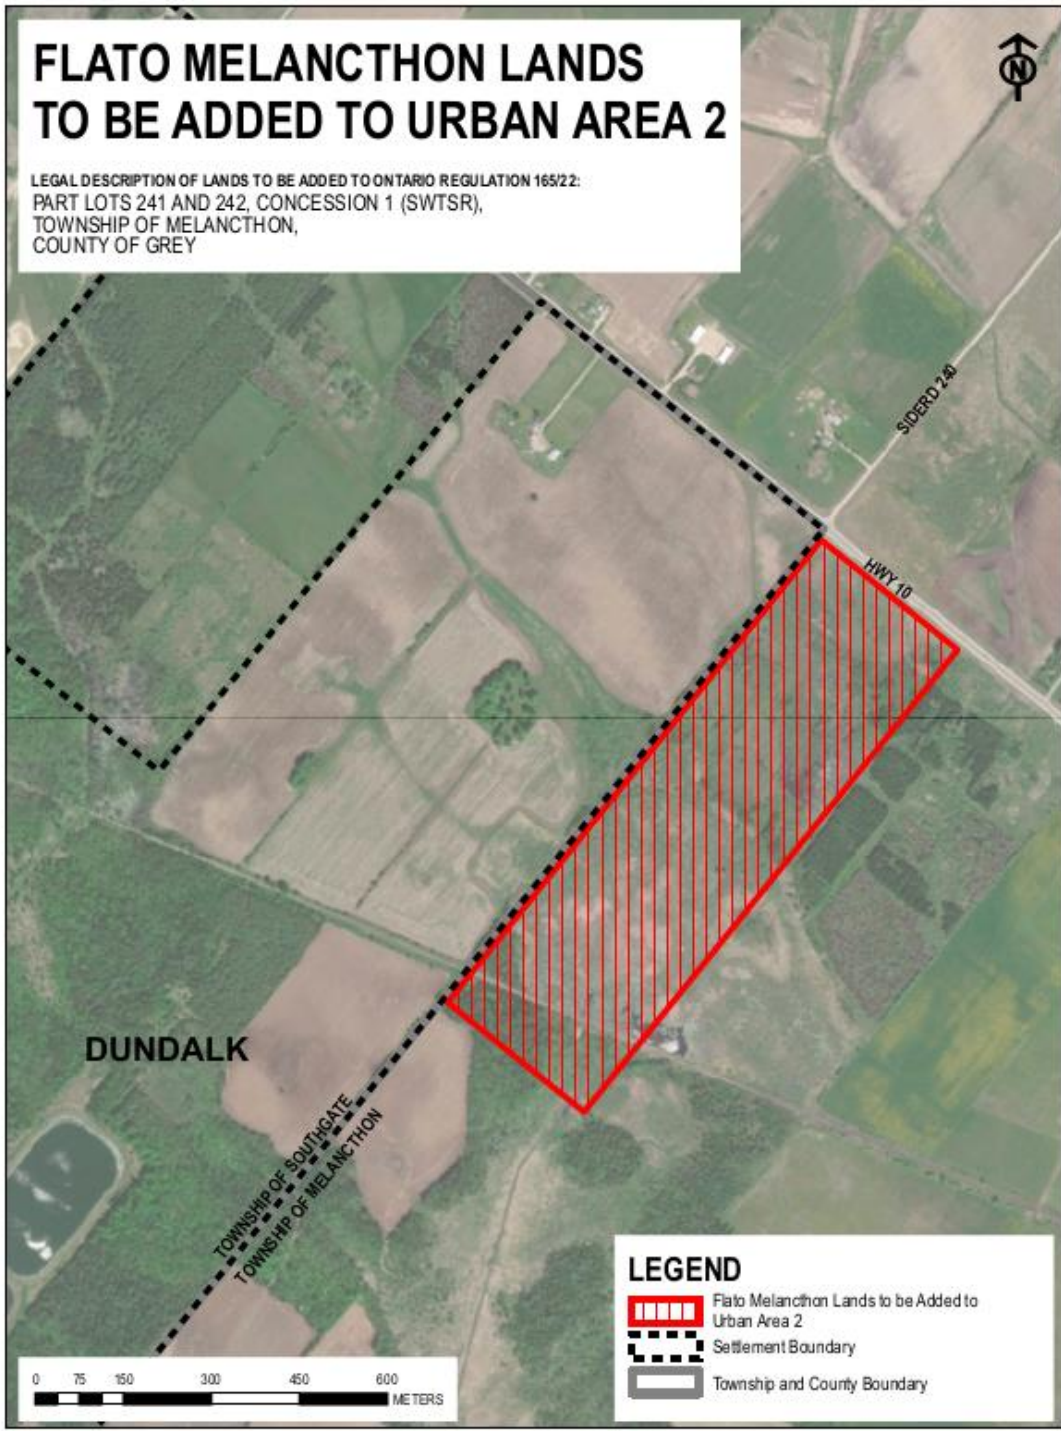 FLATO MELANCTHON LANDS
TO BE ADDED TO URBAN AREA 2
LEGAL DESCRIPTION OF LANDS TO BE ADDED TO ONTARIO REGULATION 165/22:
PART LOTS 241 AND 242, CONCESSION 1 (SWTSR),
TOWNSHIP OF MELANCTHON,
COUNTY OF GREY
N
SIDERD 240
HWY 10
DUNDALK
TOWNSHIP OF SOUTHGATE
TOWNSHIP OF MELANCTHON
LEGEND
Flato Melancthon Lands to be Added to
Urban Area 2
Settlement Boundary
Township and County Boundary
0 75 150 300 450 600
METERS